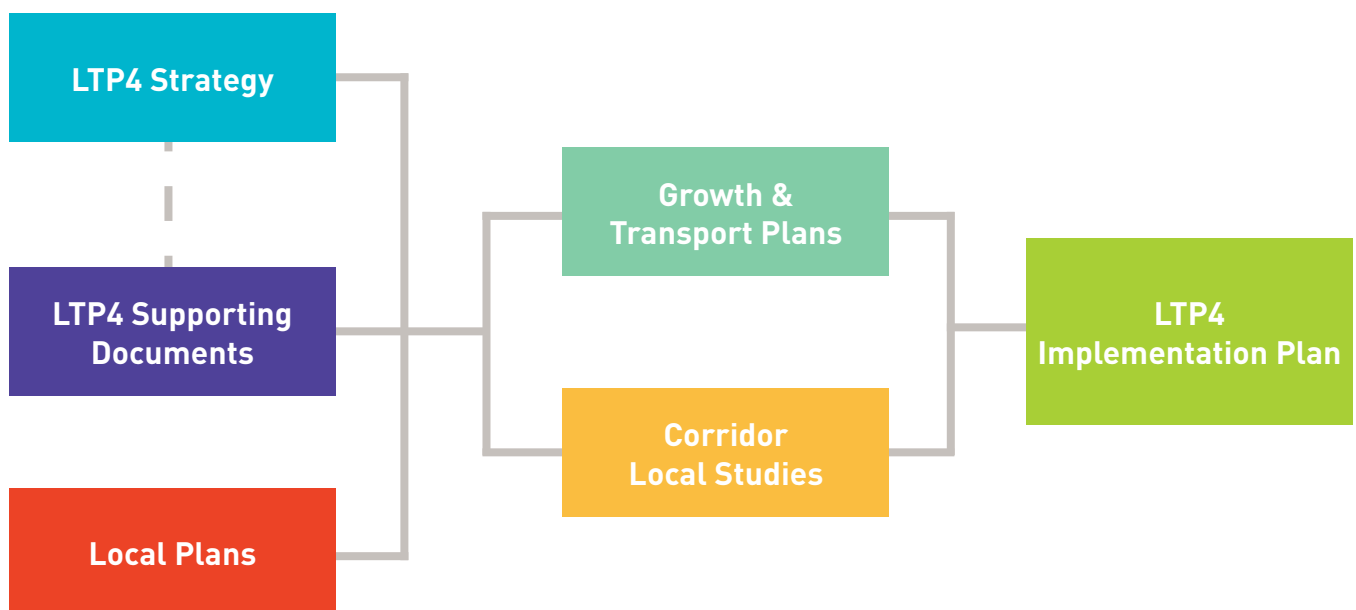 LTP4 Strategy
LTP4 Supporting
Documents
Local Plans
Growth &
Transport Plans
Corridor
Local Studies
LTP4
Implementation Plan